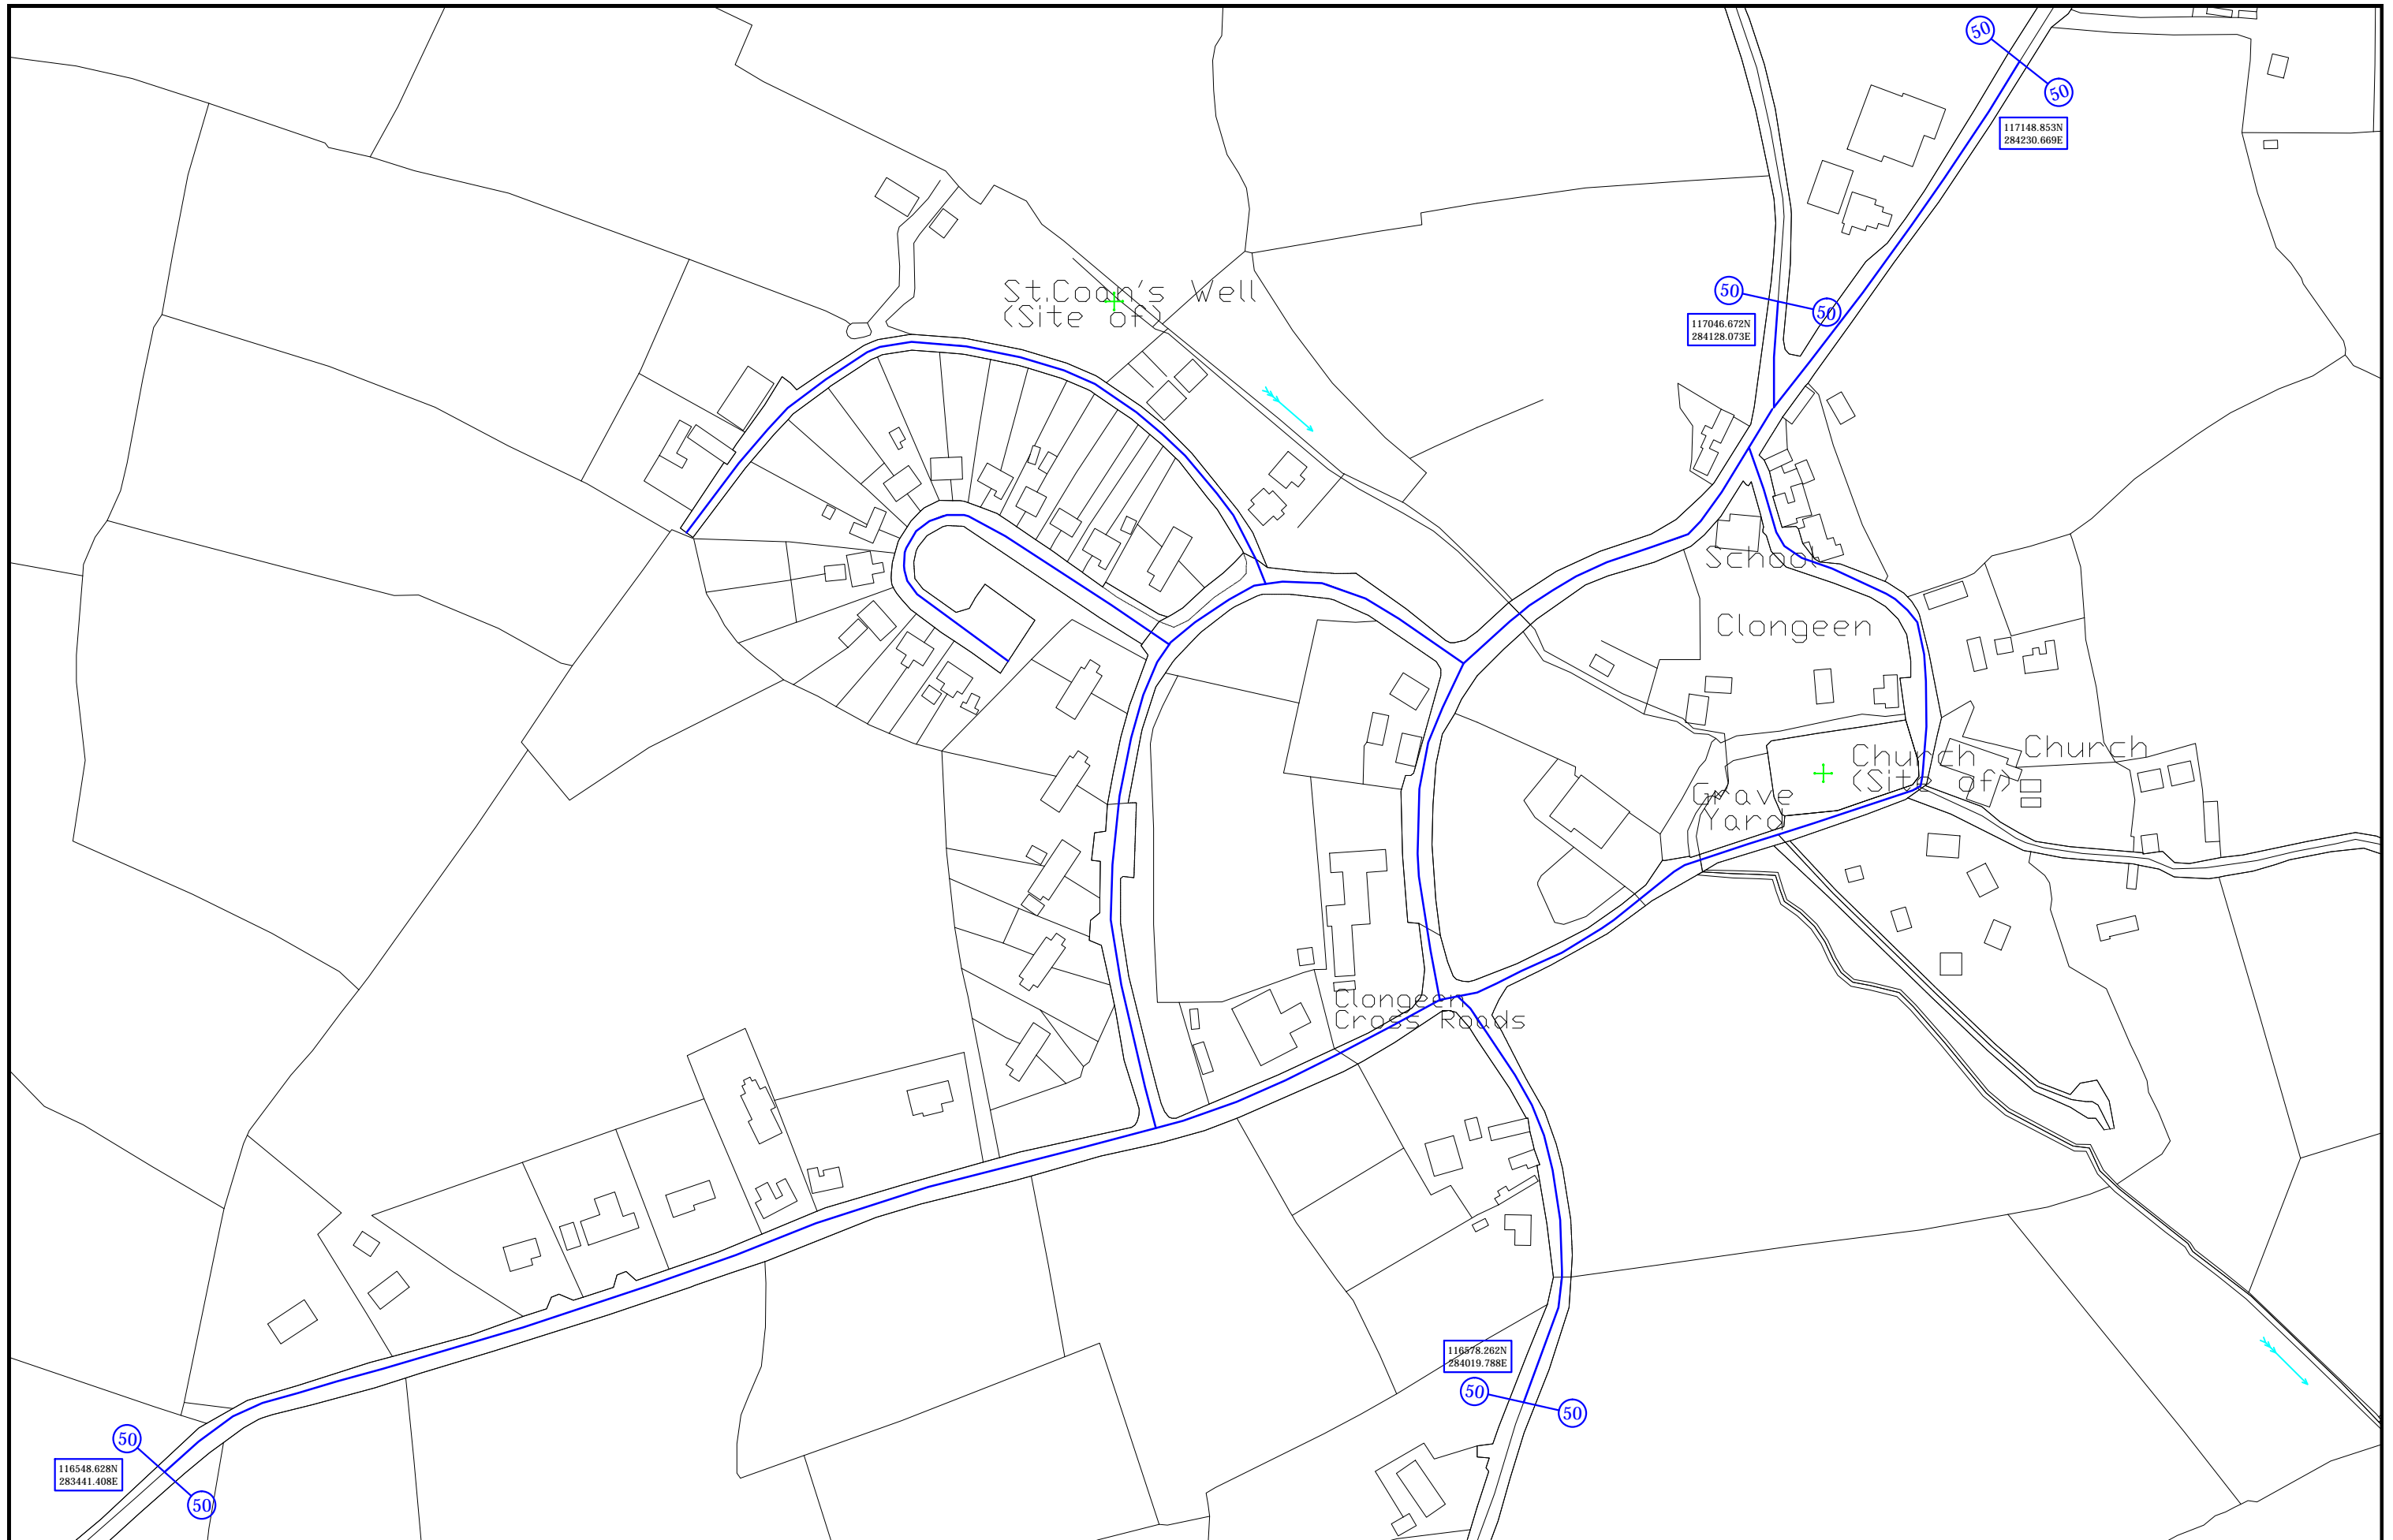 50
50
117148.853N
284230.669E
St.Coan's Well
(Site of)
50
50
117046.672N
284128.073E
School
Clongeen
Church
(Site of)
Church
Grave
Yard
Clongeen
Cross Roads
116578.262N
284019.788E
50
50
50
116548.628N
283441.408E
50